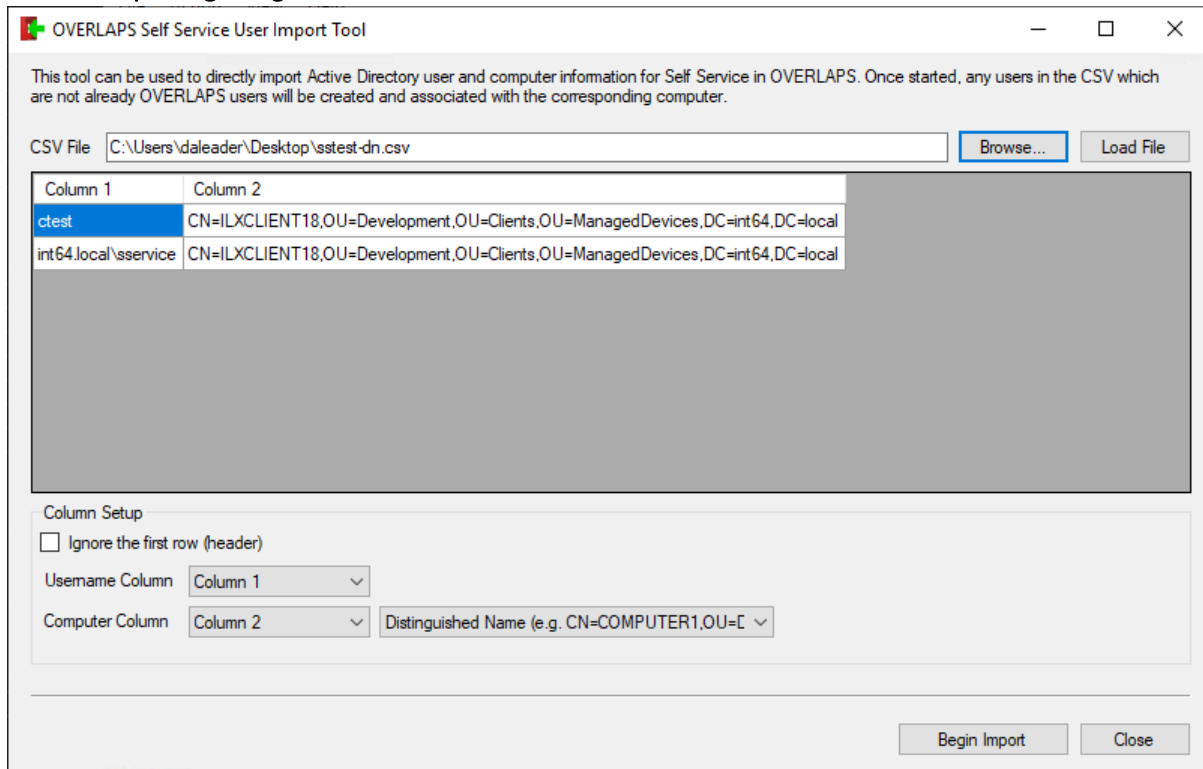 OVERLAPS Self Service User Import Tool
This tool can be used to directly import Active Directory user and computer information for Self Service in OVERLAPS. Once started, any users in the CSV which
are not already OVERLAPS users will be created and associated with the corresponding computer.
CSV File C:\Users\daleader\Desktop\sstest-dn.csv Browse... Load File
Column 1 Column 2
ctest CN=ILXCLIENT18,OU=Development,OU=Clients,OU=ManagedDevices,DC=int64,DC=local
int64.local\sservice CN=ILXCLIENT18,OU=Development,OU=Clients,OU=ManagedDevices,DC=int64,DC=local
Column Setup
Ignore the first row (header)
Username Column Column 1
Computer Column Column 2 Distinguished Name (e.g. CN=COMPUTER1,OU=D
Begin Import Close